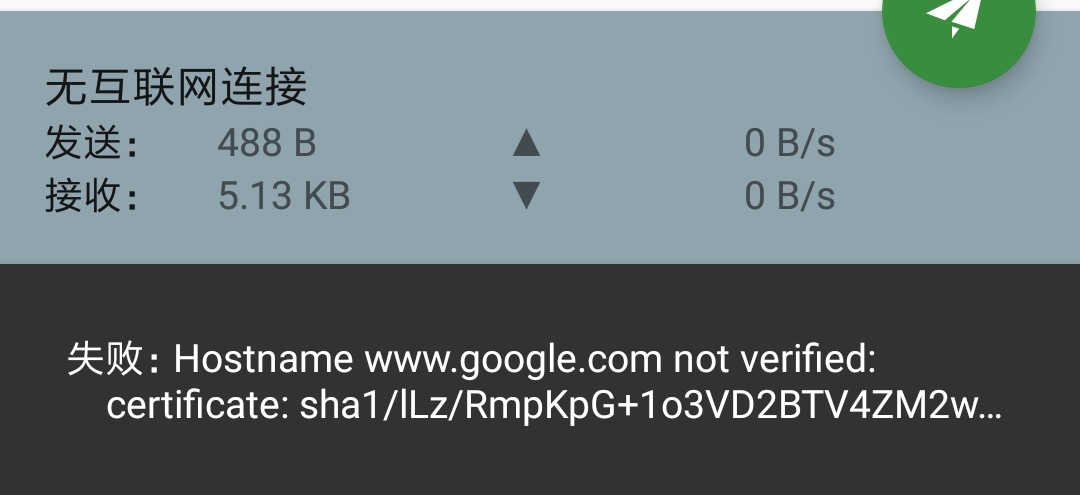 无互联网连接
发送： 488 B ▲ 0 B/s
接收： 5.13 KB ▼ 0 B/s
失败：Hostname www.google.com not verified:
certificate: sha1/lLz/RmpKpG+1o3VD2BTV4ZM2w…